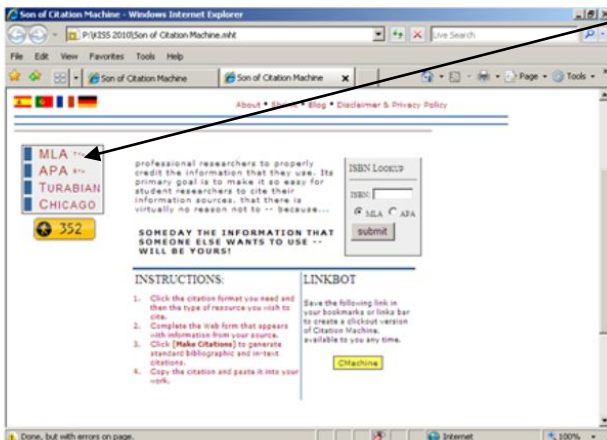 Son of Citation Machine - Windows Internet Explorer
P:\KISS 2010\Son of Citation Machine.mht
Live Search
File Edit View Favorites Tools Help
Son of Citation Machine
Son of Citation Machine
Page
Tools
About • • Blog • Disclaimer & Privacy Policy
MLA
APA
TURABIAN
CHICAGO
352
professional researchers to properly
credit the information that they use. Its
primary goal is to make it so easy for
student researchers to cite their
information sources, that there is
virtually no reason not to -- because...
SOMEDAY THE INFORMATION THAT
SOMEONE ELSE WANTS TO USE --
WILL BE YOURS!
ISBN LOOKUP
ISBN:
MLA APA
submit
INSTRUCTIONS:
1. Click the citation format you need and
then the type of resource you wish to
cite.
2. Complete the Web form that appears
with information from your source.
3. Click [Make Citations] to generate
standard bibliographic and in-text
citations.
4. Copy the citation and paste it into your
work.
LINKBOT
Save the following link in
your bookmarks or links bar
to create a clickout version
of Citation Machine.
available to you any time.
CMachine
Done, but with errors on page.
Internet
100%